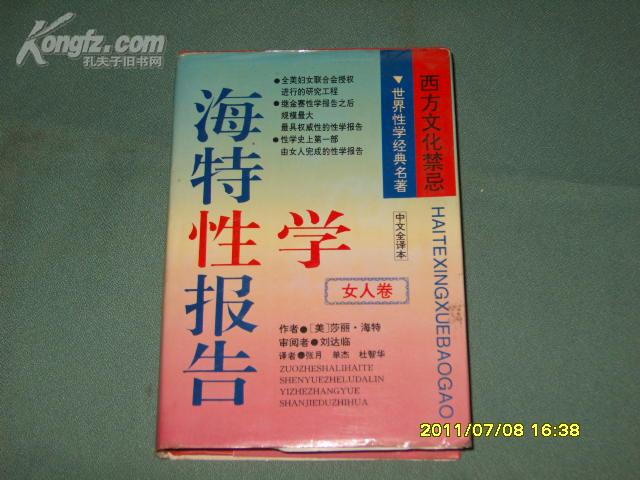 Kongfz.com
孔夫子旧书网
西方文化禁忌
▼世界性学经典名著
●全美妇女联合会授权
进行的研究工程
●继金赛性学报告之后
规模最大
最具权威性的性学报告
●性学史上第一部
由女人完成的性学报告
海特性学报告
中文全译本
HAITEXINGXUEBAOGAO
女人卷
作者●[美]莎丽·海特
审阅者●刘达临
译者●张月 单杰 杜智华
ZUOZHESHALIHAITE
SHENYUEZHELUDALIN
YIZHEZHANGYUE
SHANJIEDUZHIHUA
2011/07/08 16:38